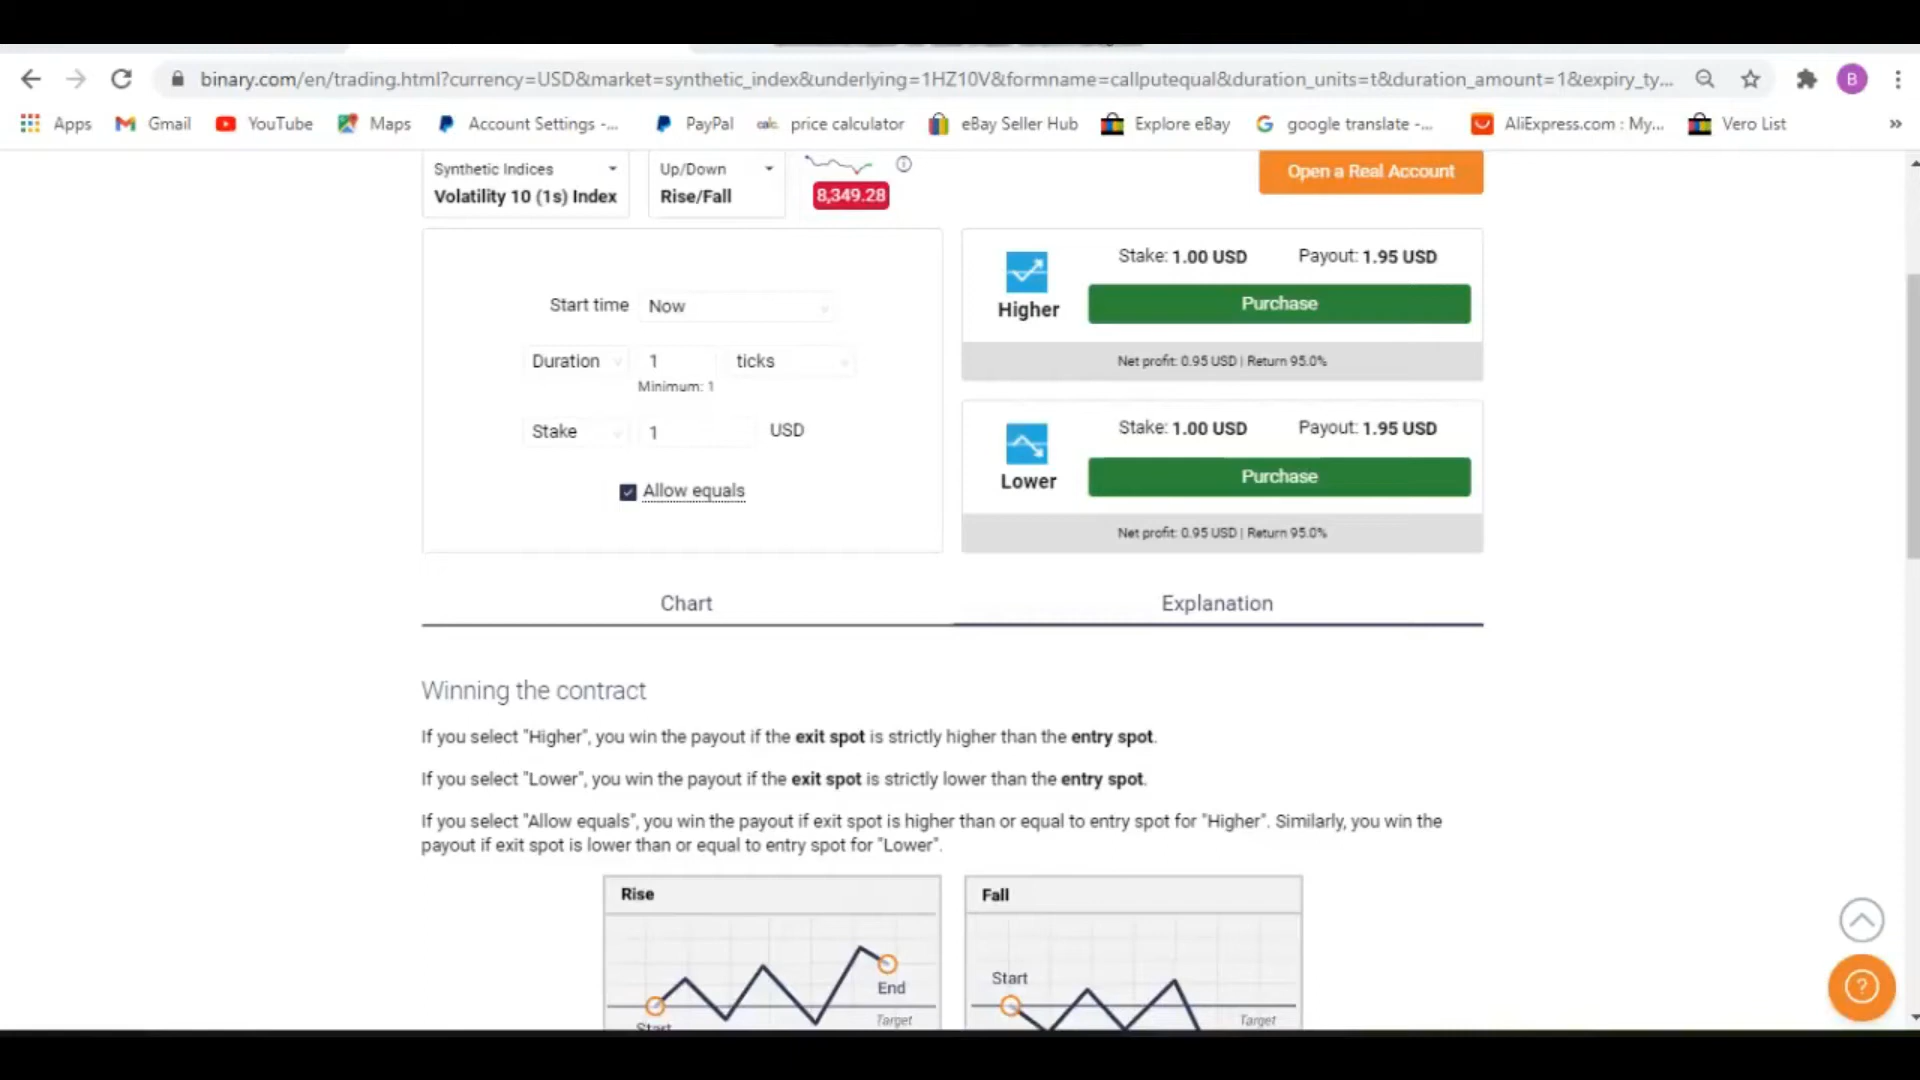 binary.com/en/trading.html?currency=USD&market=synthetic_index&underlying=1HZ10V&formname=callputequal&duration_units=t&duration_amount=1&expiry_ty...
B
Apps Gmail YouTube Maps Account Settings -... PayPal calc price calculator eBay Seller Hub Explore eBay google translate -... AliExpress.com : My... Vero List »
Synthetic Indices
Volatility 10 (1s) Index
Up/Down
Rise/Fall
8,349.28
Open a Real Account
Start time Now
Duration 1 ticks
Minimum: 1
Stake 1 USD
Allow equals
Stake: 1.00 USD Payout: 1.95 USD
Higher
Purchase
Net profit: 0.95 USD | Return 95.0%
Stake: 1.00 USD Payout: 1.95 USD
Lower
Purchase
Net profit: 0.95 USD | Return 95.0%
Chart Explanation
Winning the contract
If you select "Higher", you win the payout if the exit spot is strictly higher than the entry spot.
If you select "Lower", you win the payout if the exit spot is strictly lower than the entry spot.
If you select "Allow equals", you win the payout if exit spot is higher than or equal to entry spot for "Higher". Similarly, you win the
payout if exit spot is lower than or equal to entry spot for "Lower".
Rise
End
Start
Target
Fall
Start
Target
?